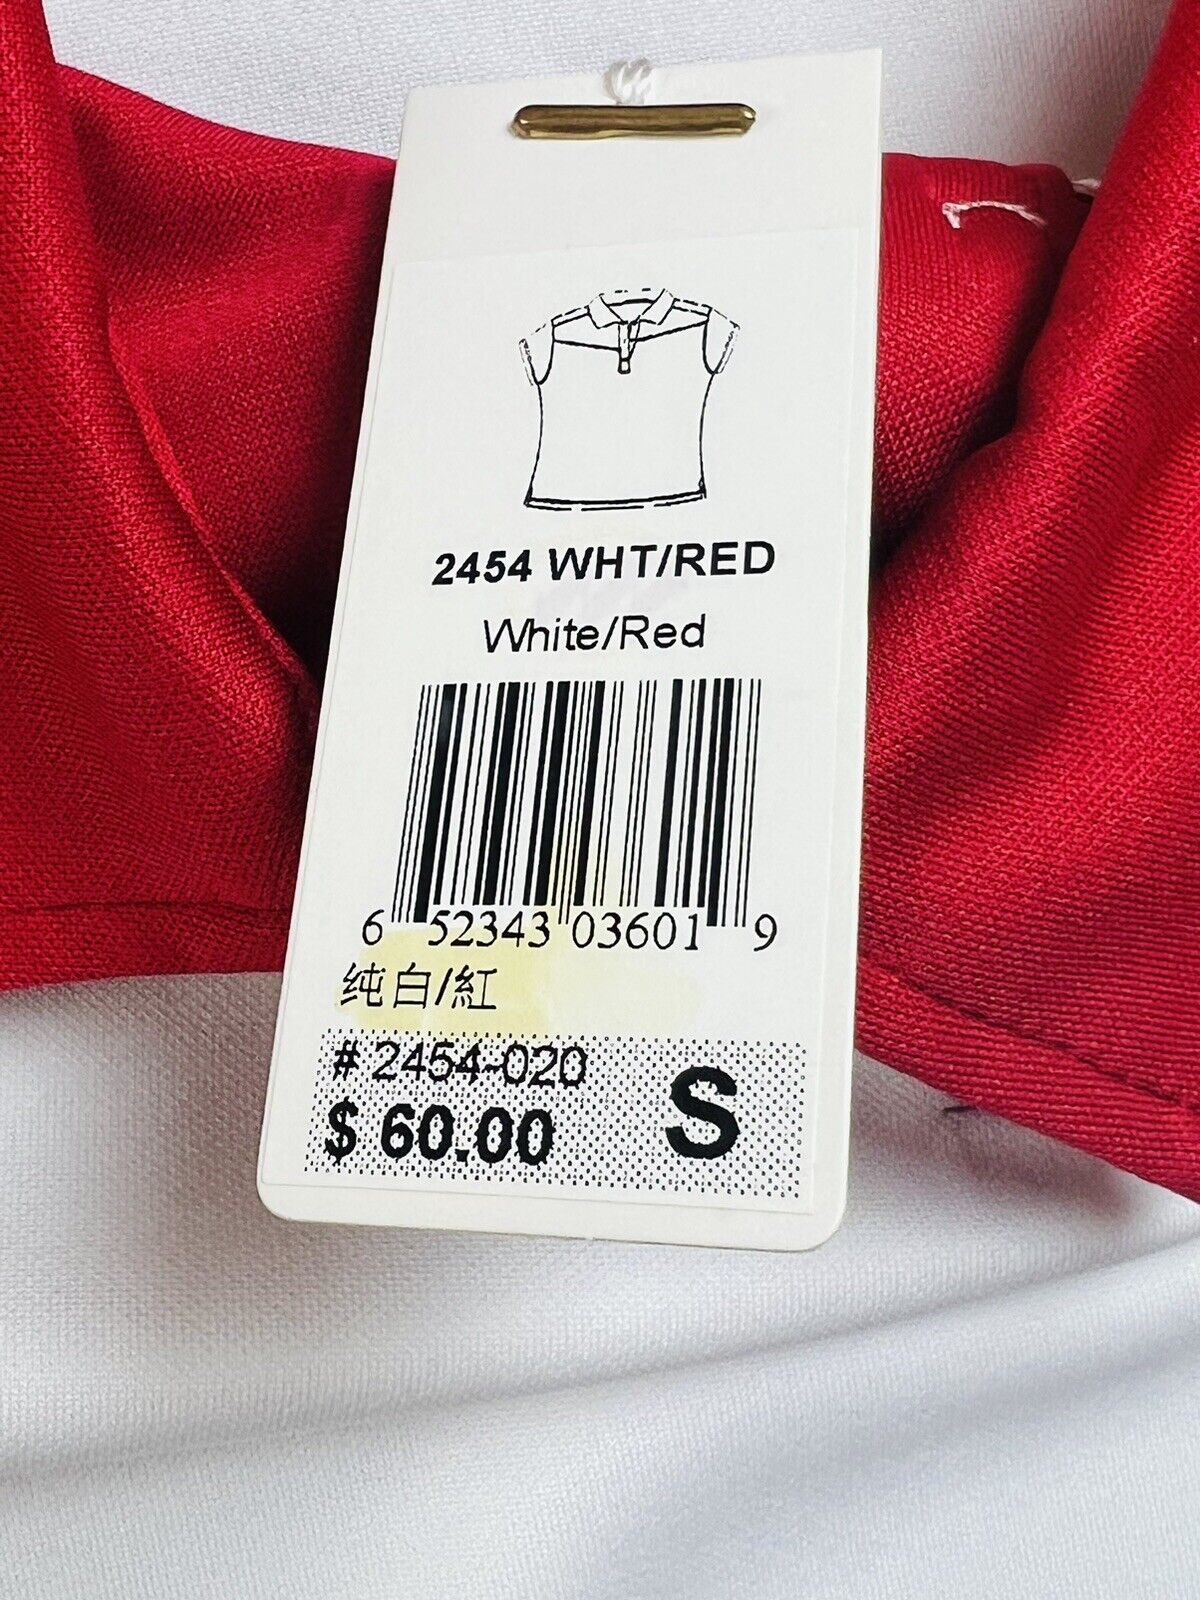 2454 WHT/RED
White/Red
6 52343 03601 9
纯白/紅
# 2454-020
$ 60.00 S